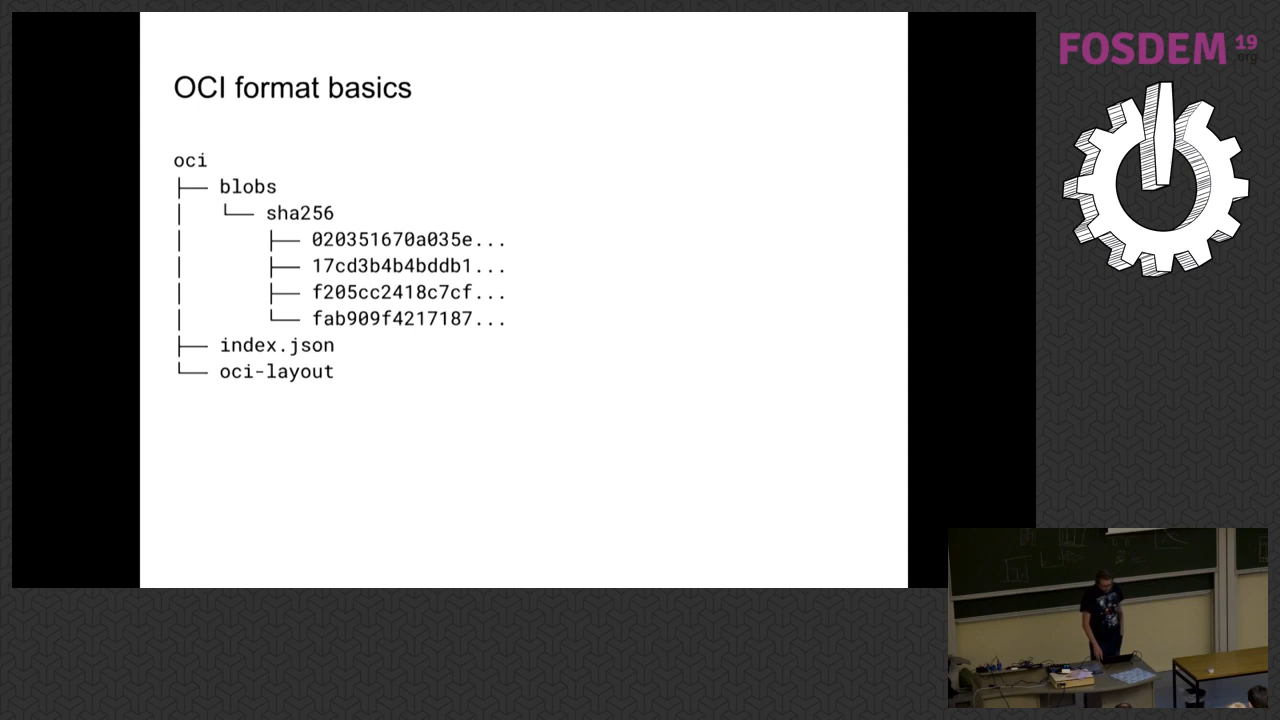 OCI format basics
oci
├── blobs
│   └── sha256
│       ├── 020351670a035e...
│       ├── 17cd3b4b4bddb1...
│       ├── f205cc2418c7cf...
│       └── fab909f4217187...
├── index.json
└── oci-layout
FOSDEM 19
.org